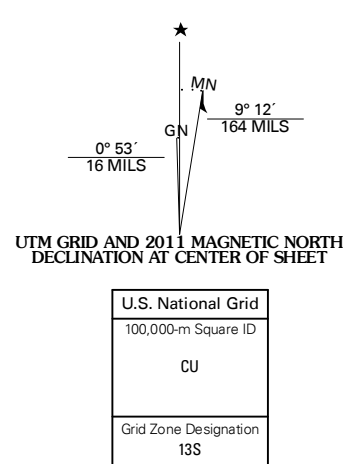 ★
MN
GN
9° 12´
164 MILS
0° 53´
16 MILS
UTM GRID AND 2011 MAGNETIC NORTH
DECLINATION AT CENTER OF SHEET
U.S. National Grid
100,000-m Square ID
CU
Grid Zone Designation
13S